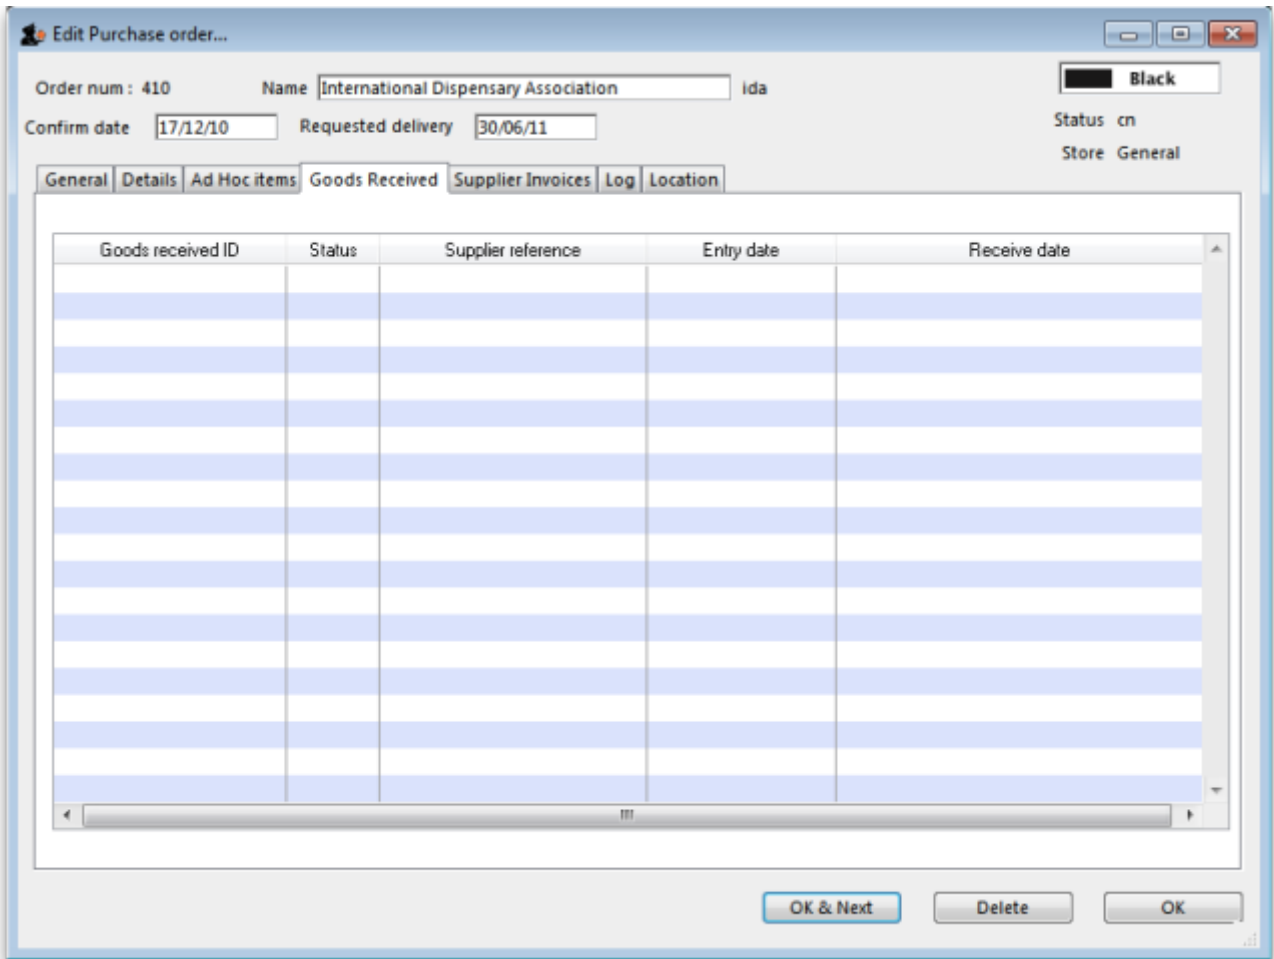 Edit Purchase order...
Order num : 410 Name International Dispensary Association ida Black
Confirm date 17/12/10 Requested delivery 30/06/11 Status cn
Store General
General Details Ad Hoc items Goods Received Supplier Invoices Log Location
Goods received ID Status Supplier reference Entry date Receive date
OK & Next Delete OK